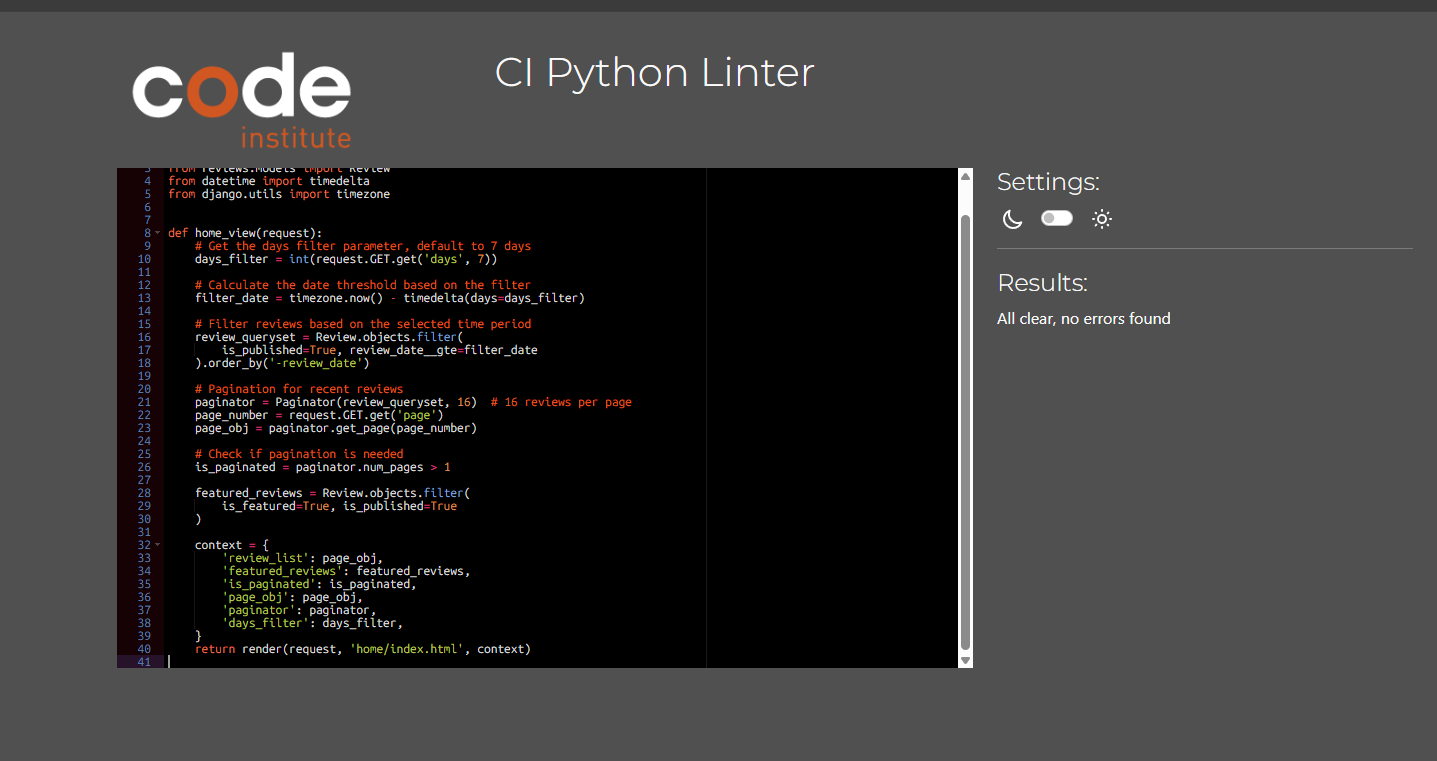 code
institute
CI Python Linter
3 from reviews.models import Review
4 from datetime import timedelta
5 from django.utils import timezone
6
7
8 def home_view(request):
9     # Get the days filter parameter, default to 7 days
10     days_filter = int(request.GET.get('days', 7))
11
12     # Calculate the date threshold based on the filter
13     filter_date = timezone.now() - timedelta(days=days_filter)
14
15     # Filter reviews based on the selected time period
16     review_queryset = Review.objects.filter(
17         is_published=True, review_date__gte=filter_date
18     ).order_by('-review_date')
19
20     # Pagination for recent reviews
21     paginator = Paginator(review_queryset, 16)  # 16 reviews per page
22     page_number = request.GET.get('page')
23     page_obj = paginator.get_page(page_number)
24
25     # Check if pagination is needed
26     is_paginated = paginator.num_pages > 1
27
28     featured_reviews = Review.objects.filter(
29         is_featured=True, is_published=True
30     )
31
32     context = {
33         'review_list': page_obj,
34         'featured_reviews': featured_reviews,
35         'is_paginated': is_paginated,
36         'page_obj': page_obj,
37         'paginator': paginator,
38         'days_filter': days_filter,
39     }
40     return render(request, 'home/index.html', context)
41
Settings:
Results:
All clear, no errors found